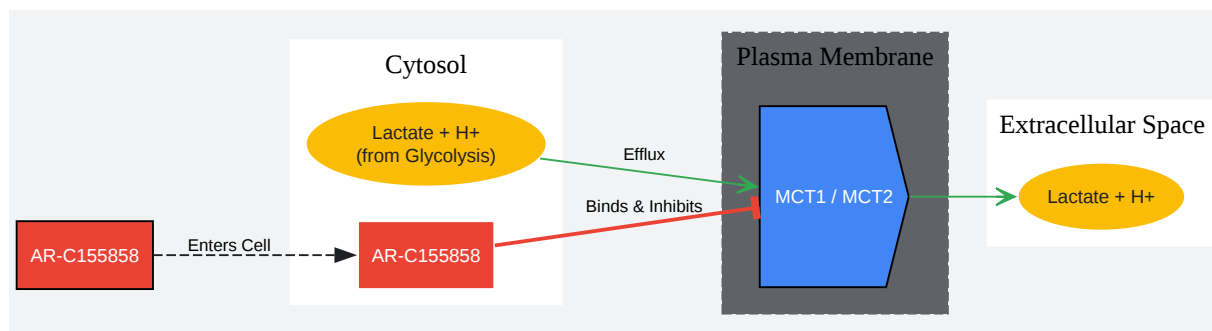 Cytosol
Plasma Membrane
Extracellular Space
Lactate + H+
(from Glycolysis)
Efflux
Binds & Inhibits
MCT1 / MCT2
Lactate + H+
AR-C155858
Enters Cell
AR-C155858